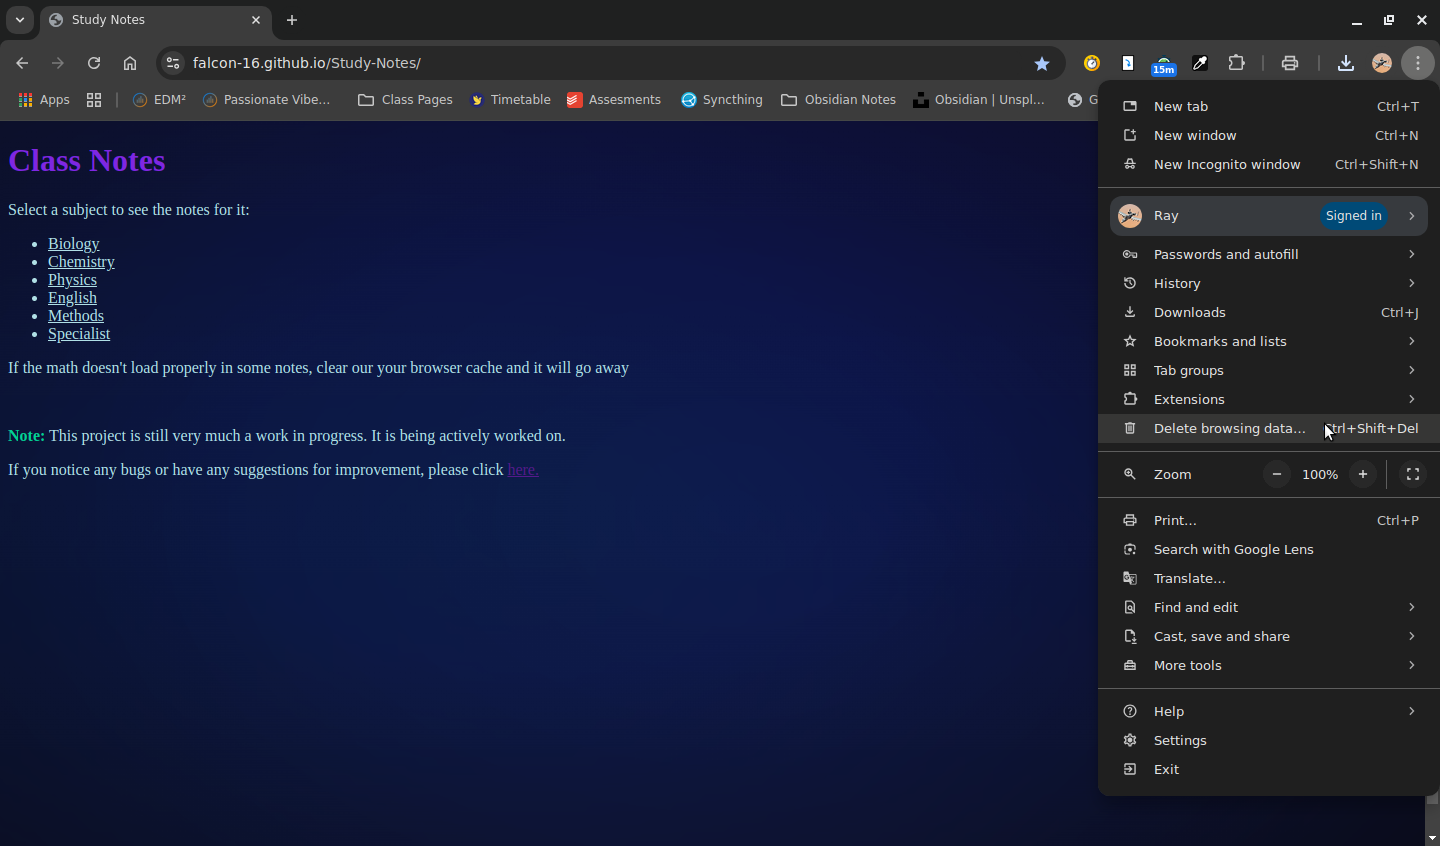 Study Notes
falcon-16.github.io/Study-Notes/
15m
Apps
EDM²
Passionate Vibe...
Class Pages
Timetable
Assesments
Syncthing
Obsidian Notes
Obsidian | Unspl...
Class Notes
Select a subject to see the notes for it:
Biology
Chemistry
Physics
English
Methods
Specialist
If the math doesn't load properly in some notes, clear our your browser cache and it will go away
Note: This project is still very much a work in progress. It is being actively worked on.
If you notice any bugs or have any suggestions for improvement, please click here.
New tab Ctrl+T
New window Ctrl+N
New Incognito window Ctrl+Shift+N
Ray Signed in
Passwords and autofill
History
Downloads Ctrl+J
Bookmarks and lists
Tab groups
Extensions
Delete browsing data... Ctrl+Shift+Del
Zoom − 100% +
Print... Ctrl+P
Search with Google Lens
Translate...
Find and edit
Cast, save and share
More tools
Help
Settings
Exit